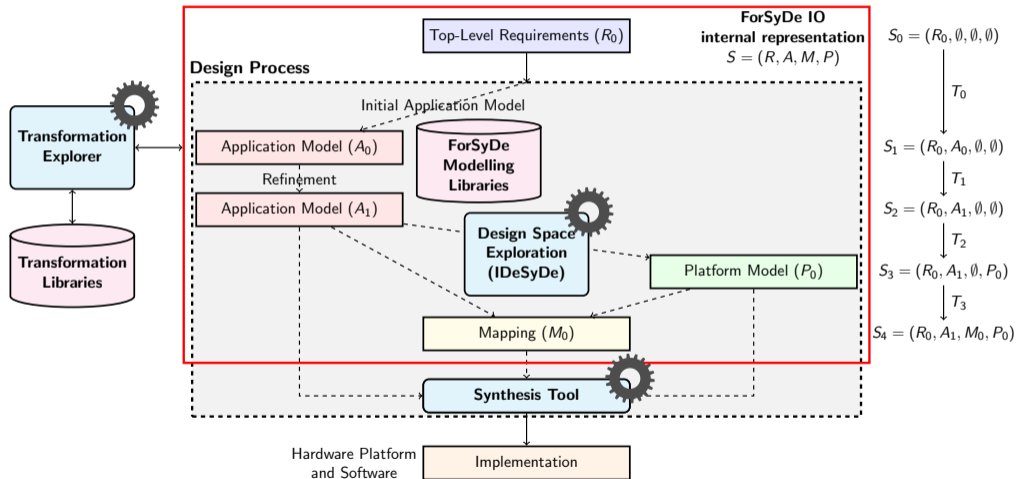 ForSyDe IO
internal representation
S = (R, A, M, P)
Top-Level Requirements (R₀)
Design Process
Initial Application Model
Transformation
Explorer
Application Model (A₀)
ForSyDe
Modelling
Libraries
Refinement
Application Model (A₁)
Transformation
Libraries
Design Space
Exploration
(IDeSyDe)
Platform Model (P₀)
Mapping (M₀)
Synthesis Tool
Hardware Platform
and Software
Implementation
S₀ = (R₀, ∅, ∅, ∅)
T₀
S₁ = (R₀, A₀, ∅, ∅)
T₁
S₂ = (R₀, A₁, ∅, ∅)
T₂
S₃ = (R₀, A₁, ∅, P₀)
T₃
S₄ = (R₀, A₁, M₀, P₀)